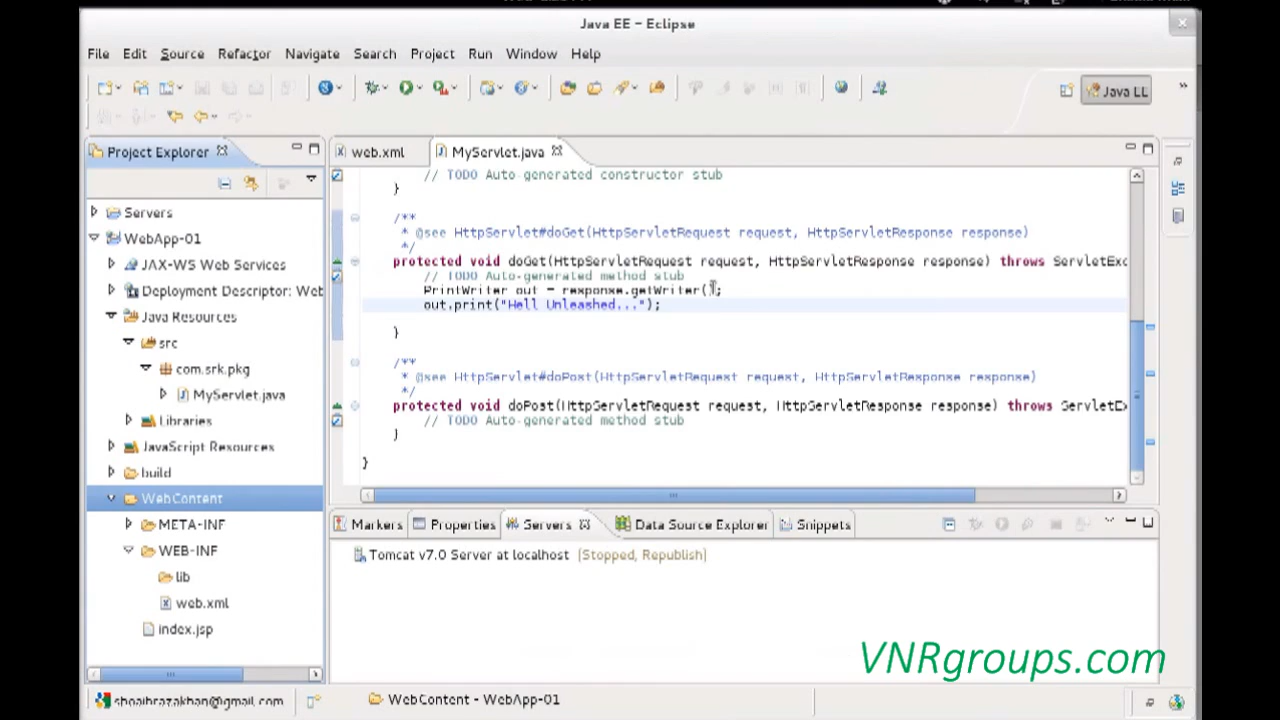 Java EE – Eclipse
File Edit Source Refactor Navigate Search Project Run Window Help
Java EE
Project Explorer
web.xml
MyServlet.java
Servers
WebApp-01
JAX-WS Web Services
Deployment Descriptor: Web
Java Resources
src
com.srk.pkg
MyServlet.java
Libraries
JavaScript Resources
build
WebContent
META-INF
WEB-INF
lib
web.xml
index.jsp
// TODO Auto-generated constructor stub
}
/**
* @see HttpServlet#doGet(HttpServletRequest request, HttpServletResponse response)
*/
protected void doGet(HttpServletRequest request, HttpServletResponse response) throws ServletExc
// TODO Auto-generated method stub
PrintWriter out = response.getWriter();
out.print("Hell Unleashed...");
}
/**
* @see HttpServlet#doPost(HttpServletRequest request, HttpServletResponse response)
*/
protected void doPost(HttpServletRequest request, HttpServletResponse response) throws ServletEx
// TODO Auto-generated method stub
}
}
Markers Properties Servers Data Source Explorer Snippets
Tomcat v7.0 Server at localhost [Stopped, Republish]
VNRgroups.com
shoaibrazakhan@gmail.com
WebContent - WebApp-01